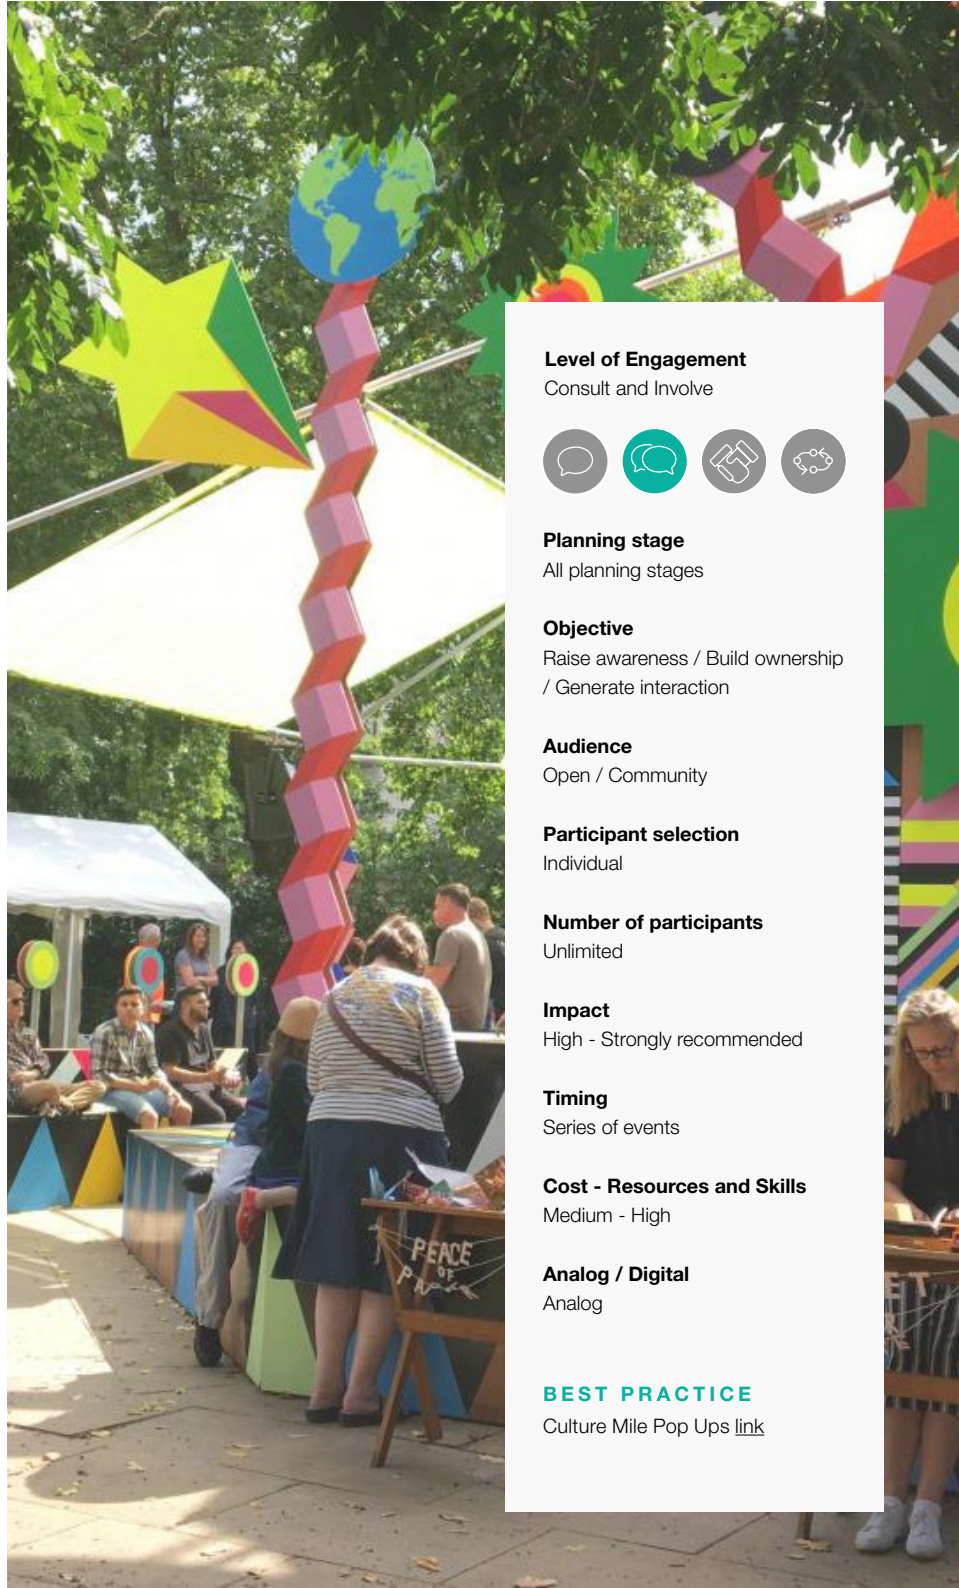 Level of Engagement
Consult and Involve
Planning stage
All planning stages
Objective
Raise awareness / Build ownership
/ Generate interaction
Audience
Open / Community
Participant selection
Individual
Number of participants
Unlimited
Impact
High - Strongly recommended
Timing
Series of events
Cost - Resources and Skills
Medium - High
Analog / Digital
Analog
BEST PRACTICE
Culture Mile Pop Ups link
PEACE
OF